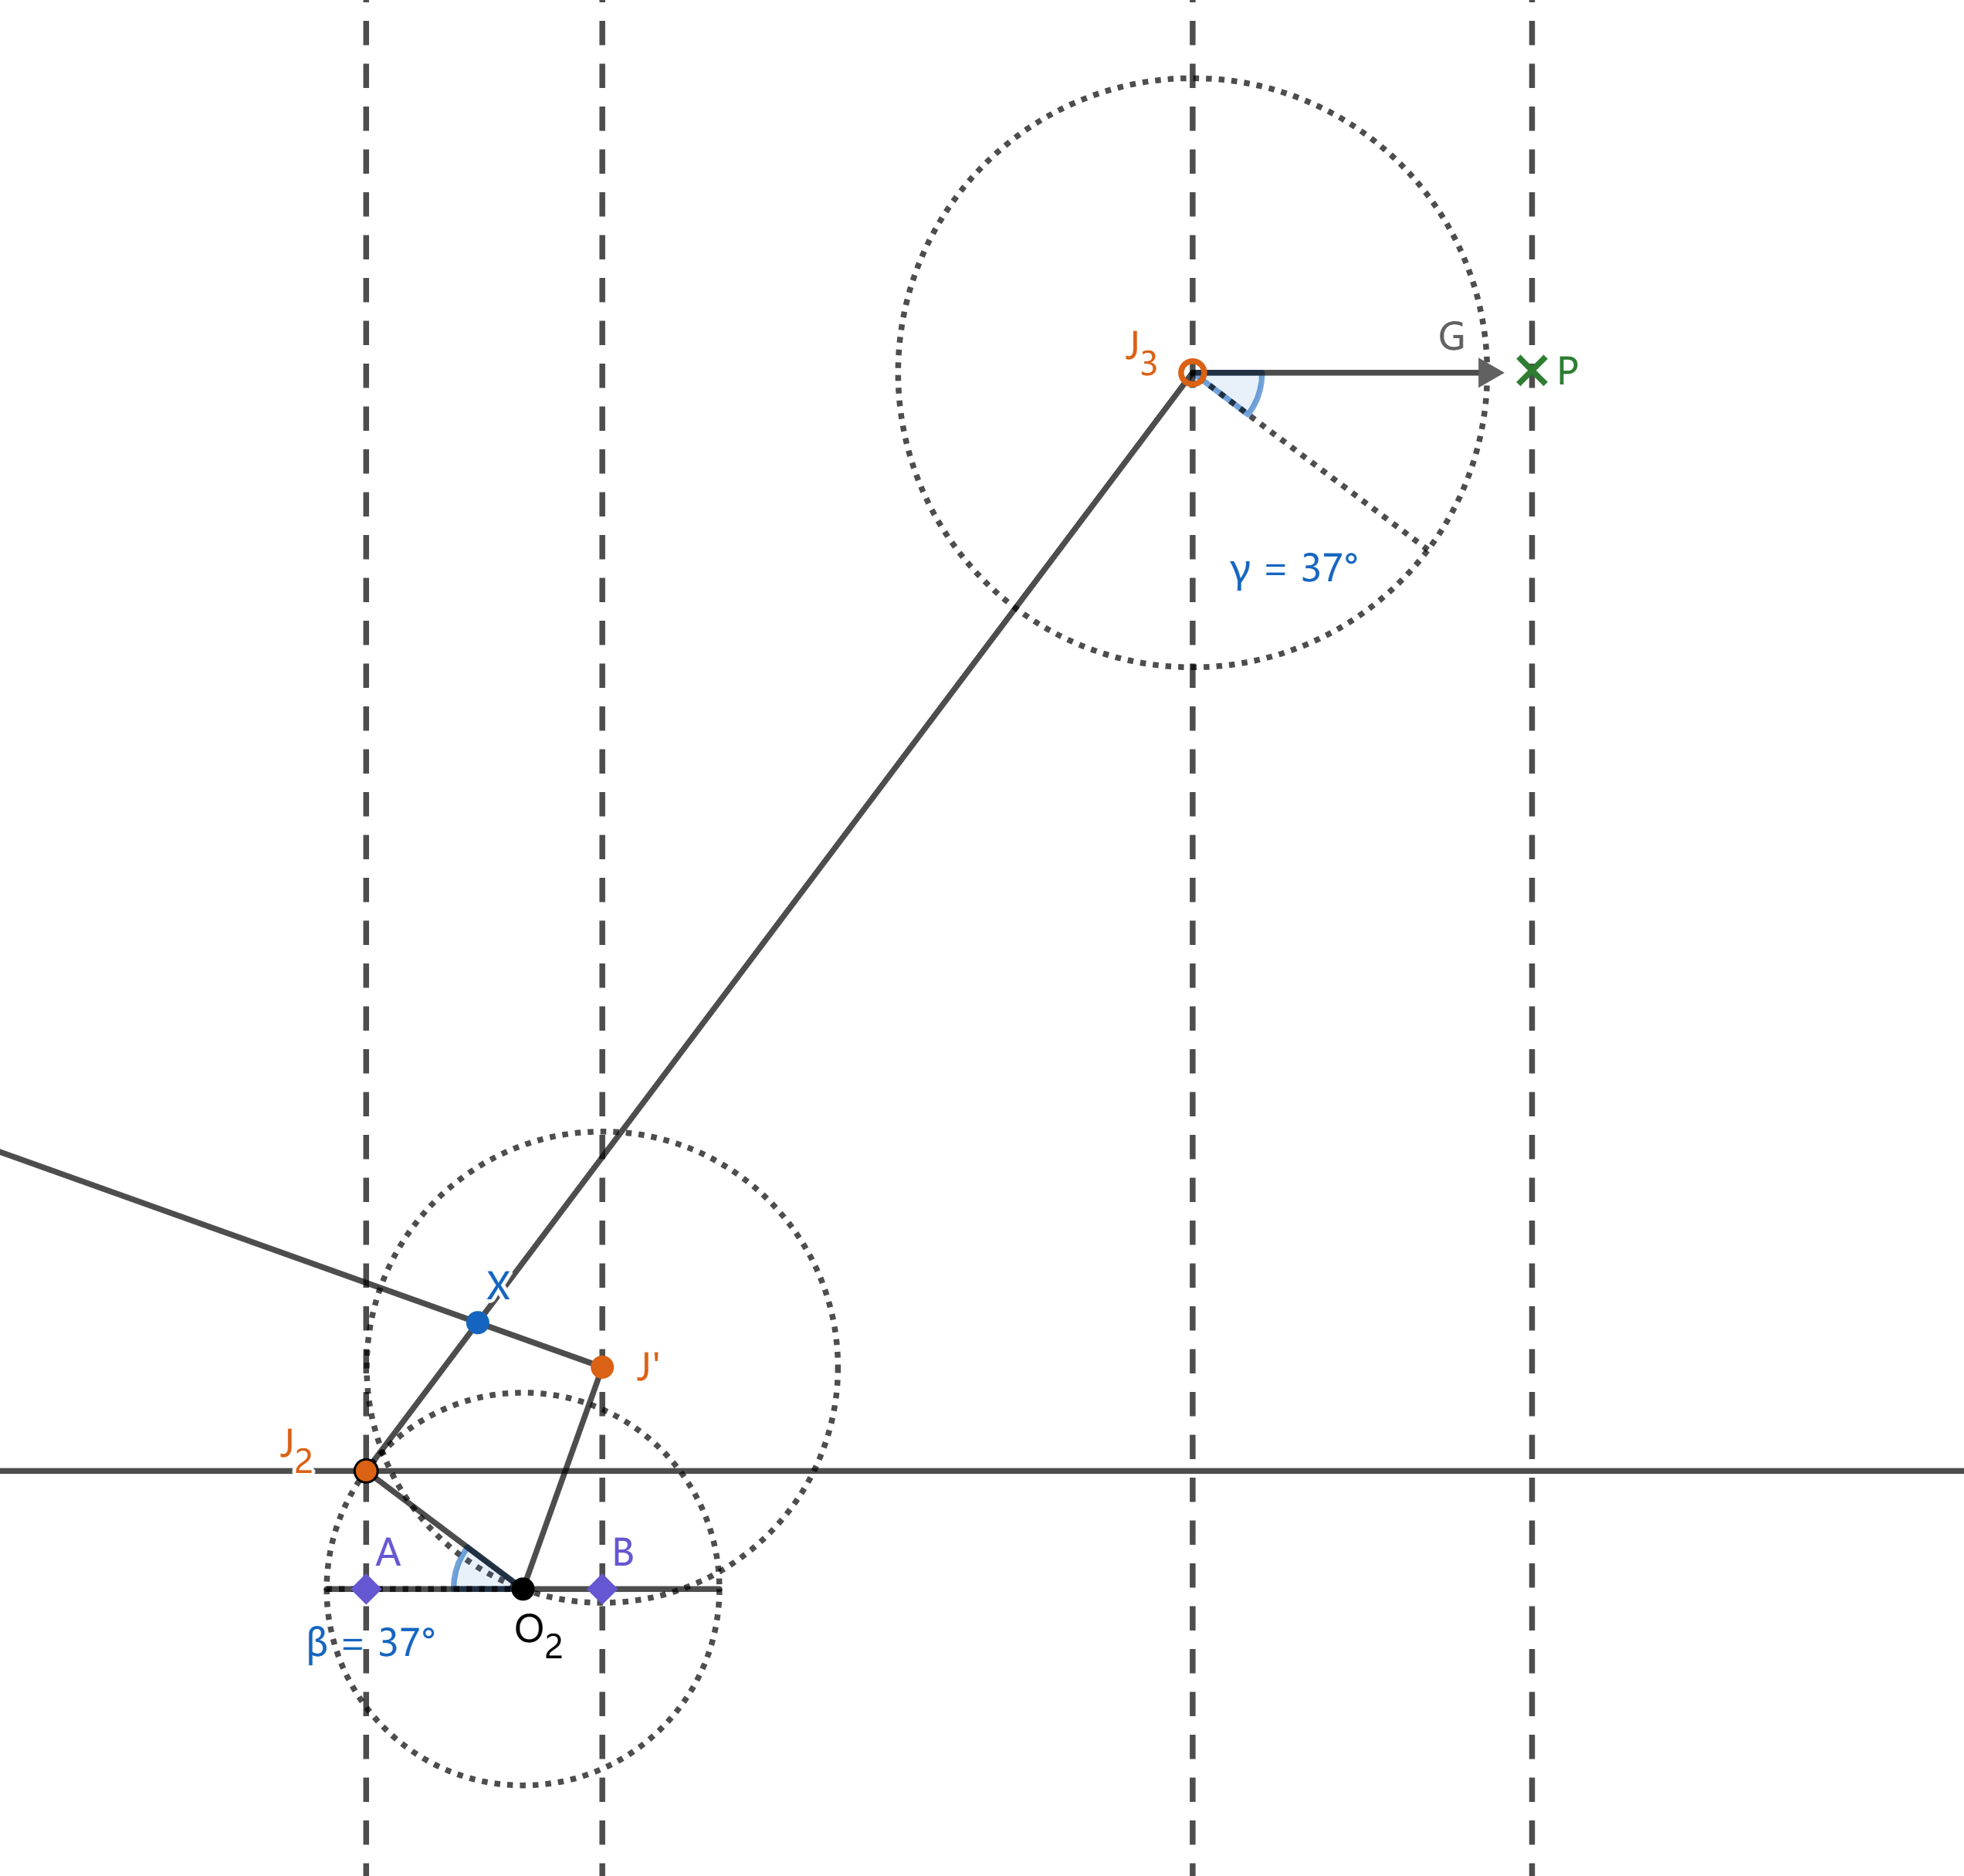 G
J₃
P
γ = 37°
X
J'
J₂
A
B
O₂
β = 37°